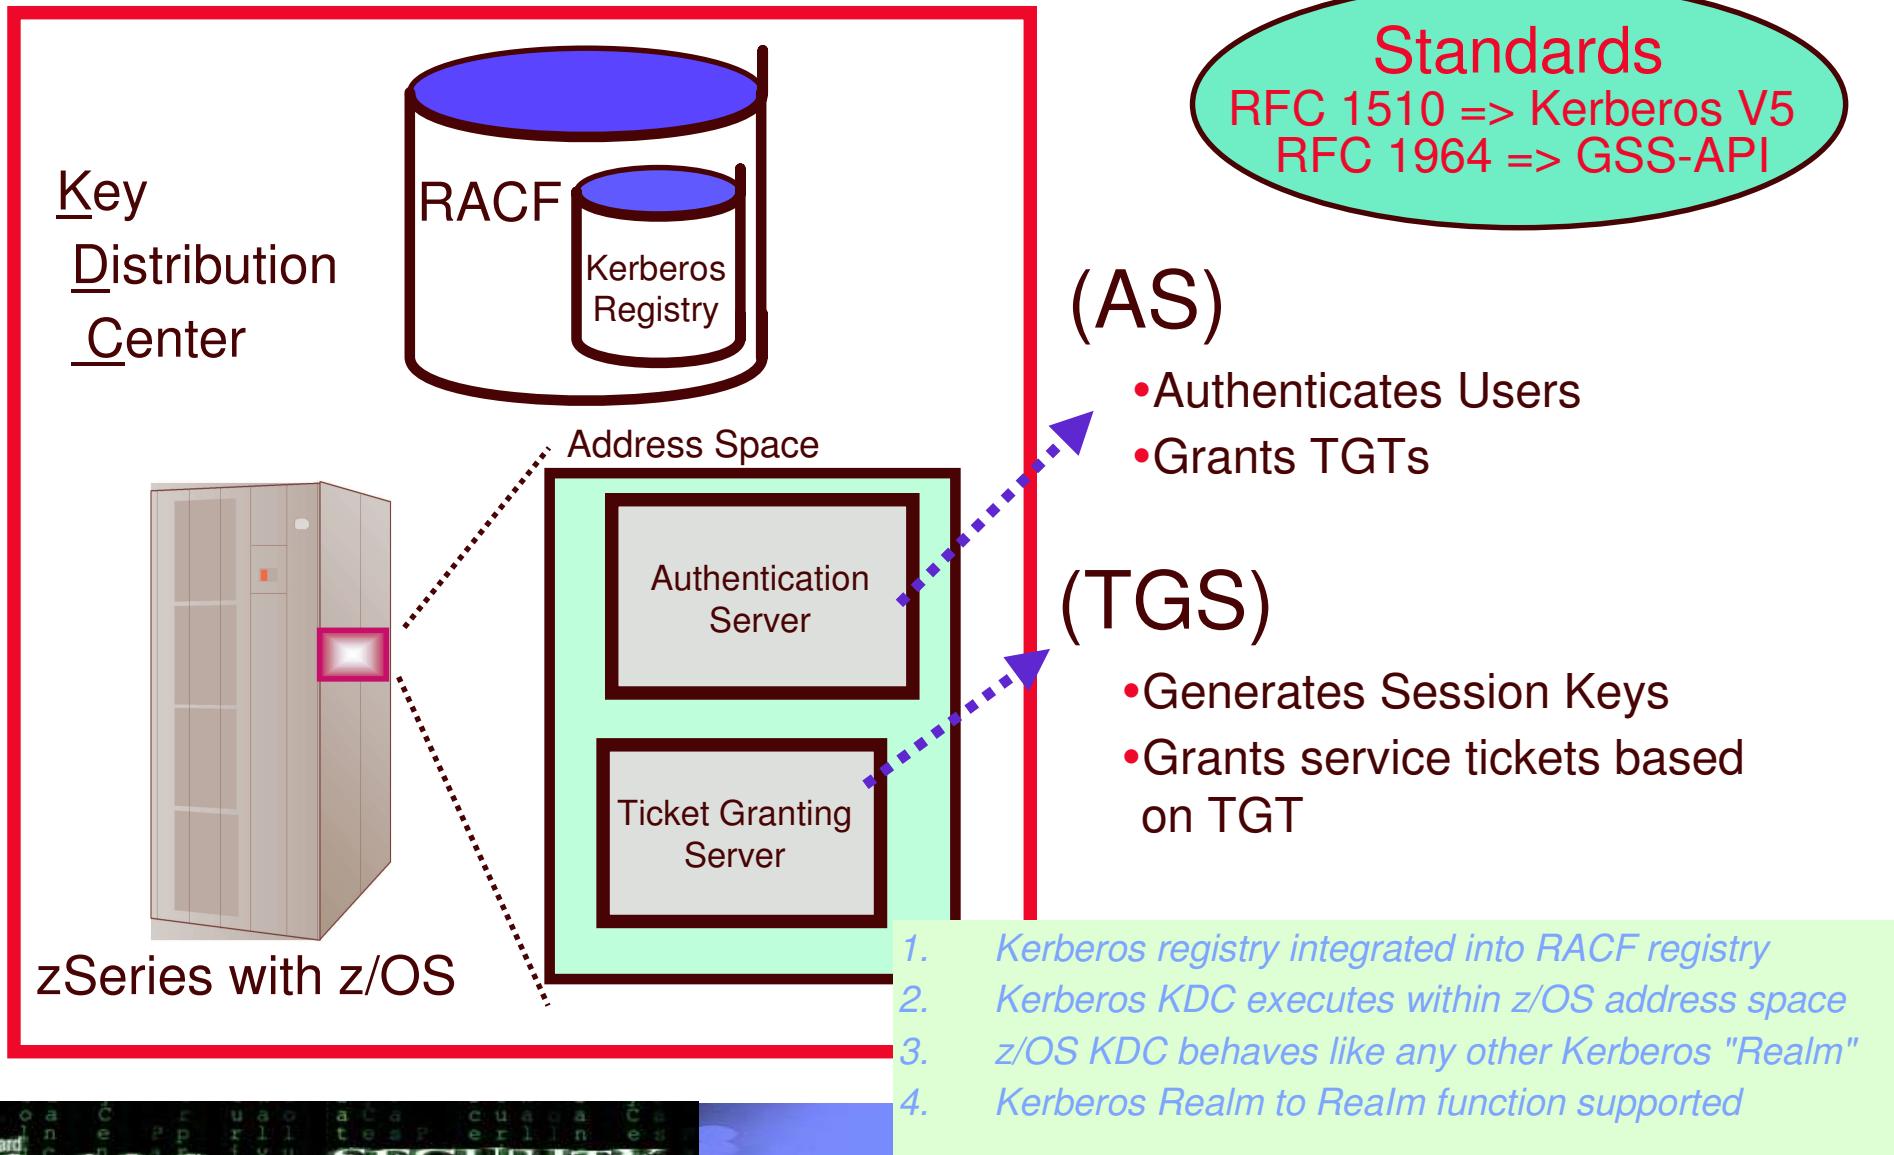 Standards
RFC 1510 => Kerberos V5
RFC 1964 => GSS-API
Key
Distribution
Center
RACF
Kerberos
Registry
(AS)
•Authenticates Users
•Grants TGTs
Address Space
Authentication
Server
(TGS)
•Generates Session Keys
•Grants service tickets based
on TGT
Ticket Granting
Server
zSeries with z/OS
1. Kerberos registry integrated into RACF registry
2. Kerberos KDC executes within z/OS address space
3. z/OS KDC behaves like any other Kerberos "Realm"
4. Kerberos Realm to Realm function supported
SECURITY